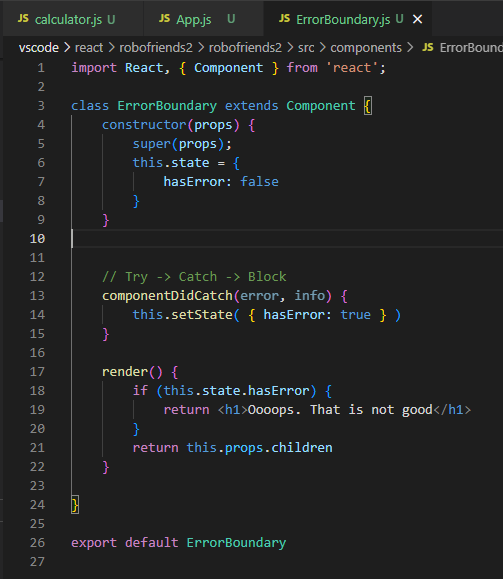 JS calculator.js U JS App.js U JS ErrorBoundary.js U ×
vscode > react > robofriends2 > robofriends2 > src > components > JS ErrorBound
1 import React, { Component } from 'react';
2
3 class ErrorBoundary extends Component {
4 constructor(props) {
5 super(props);
6 this.state = {
7 hasError: false
8 }
9 }
10
11
12 // Try -> Catch -> Block
13 componentDidCatch(error, info) {
14 this.setState( { hasError: true } )
15 }
16
17 render() {
18 if (this.state.hasError) {
19 return <h1>Oooops. That is not good</h1>
20 }
21 return this.props.children
22 }
23
24 }
25
26 export default ErrorBoundary
27